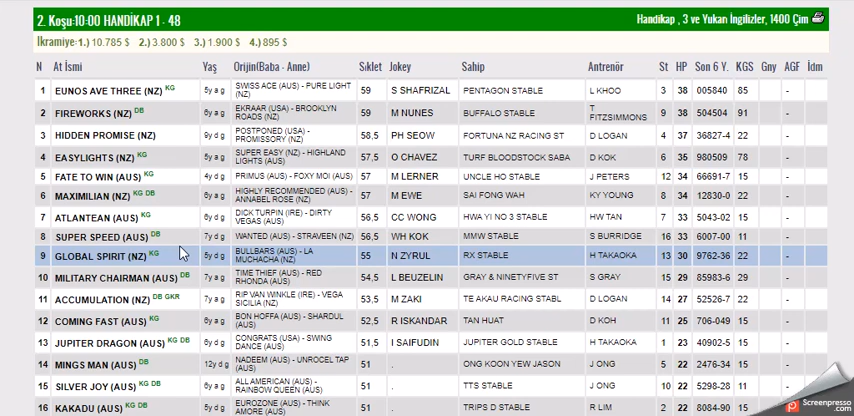 2. Koşu:10:00 HANDİKAP 1 - 48 Handikap , 3 ve Yukarı İngilizler, 1400 Çim
İkramiye:1.) 10.785 $ 2.) 3.800 $ 3.) 1.900 $ 4.) 895 $
N At İsmi Yaş Orijin(Baba - Anne) Sıklet Jokey Sahip Antrenör St HP Son 6 Y. KGS Gny AGF İdm
1 EUNOS AVE THREE (NZ) KG 5y a g SWISS ACE (AUS) - PURE LIGHT (NZ) 59 S SHAFRIZAL PENTAGON STABLE L KHOO 3 38 005840 85 -
2 FIREWORKS (NZ) DB 6y a g EKRAAR (USA) - BROOKLYN ROADS (NZ) 59 M NUNES BUFFALO STABLE T FITZSIMMONS 9 38 504504 91 -
3 HIDDEN PROMISE (NZ) 9y d g POSTPONED (USA) - PROMISSORY (NZ) 58,5 PH SEOW FORTUNA NZ RACING ST D LOGAN 4 37 36827-4 22 -
4 EASYLIGHTS (NZ) KG 5y a g SUPER EASY (NZ) - HIGHLAND LIGHTS (AUS) 57,5 O CHAVEZ TURF BLOODSTOCK SABA D KOK 6 35 980509 78 -
5 FATE TO WIN (AUS) KG 4y d g PRIMUS (AUS) - FOXY MOI (AUS) 57 M LERNER UNCLE HO STABLE J PETERS 12 34 66691-7 15 -
6 MAXIMILIAN (NZ) KG DB 6y a g HIGHLY RECOMMENDED (AUS) - ANNABEL ROSE (NZ) 57 M EWE SAI FONG WAH KY YOUNG 8 34 12830-0 22 -
7 ATLANTEAN (AUS) KG 6y d g DICK TURPIN (IRE) - DIRTY VEGAS (AUS) 56,5 CC WONG HWA YI NO 3 STABLE HW TAN 7 33 5043-02 15 -
8 SUPER SPEED (AUS) DB 7y d g WANTED (AUS) - STRAVEEN (NZ) 56,5 WH KOK MMW STABLE S BURRIDGE 16 33 6007-00 11 -
9 GLOBAL SPIRIT (NZ) KG 5y d g BULLBARS (AUS) - LA MUCHACHA (NZ) 55 N ZYRUL RX STABLE H TAKAOKA 13 30 9762-36 22 -
10 MILITARY CHAIRMAN (AUS) DB 7y a g TIME THIEF (AUS) - RED RHONDA (AUS) 54,5 L BEUZELIN GRAY & NINETYFIVE ST S GRAY 15 29 85983-6 29 -
11 ACCUMULATION (NZ) DB GKR 7y a g RIP VAN WINKLE (IRE) - VEGA SICILIA (NZ) 53,5 M ZAKI TE AKAU RACING STABL D LOGAN 14 27 52526-7 22 -
12 COMING FAST (AUS) KG 6y a g BON HOFFA (AUS) - SHARDUL (AUS) 52,5 R ISKANDAR TAN HUAT D KOH 11 25 706-049 15 -
13 JUPITER DRAGON (AUS) KG DB 6y d g CONGRATS (USA) - SWING DANCE (AUS) 51,5 I SAIFUDIN JUPITER GOLD STABLE H TAKAOKA 1 23 40902-5 15 -
14 MINGS MAN (AUS) DB 12y d g NADEEM (AUS) - UNROCEL TAP (AUS) 51 . ONG KOON YEW JASON J ONG 5 22 2476-34 15 -
15 SILVER JOY (AUS) KG DB 6y a g ALL AMERICAN (AUS) - RAINBOW QUEEN (AUS) 51 . TTS STABLE J ONG 10 22 5298-28 11 -
16 KAKADU (AUS) KG DB 5y d g EUROZONE (AUS) - THINK AMORE (AUS) 51 . TRIPS D STABLE R LIM 2 22 8084-90 15
Screenpresso